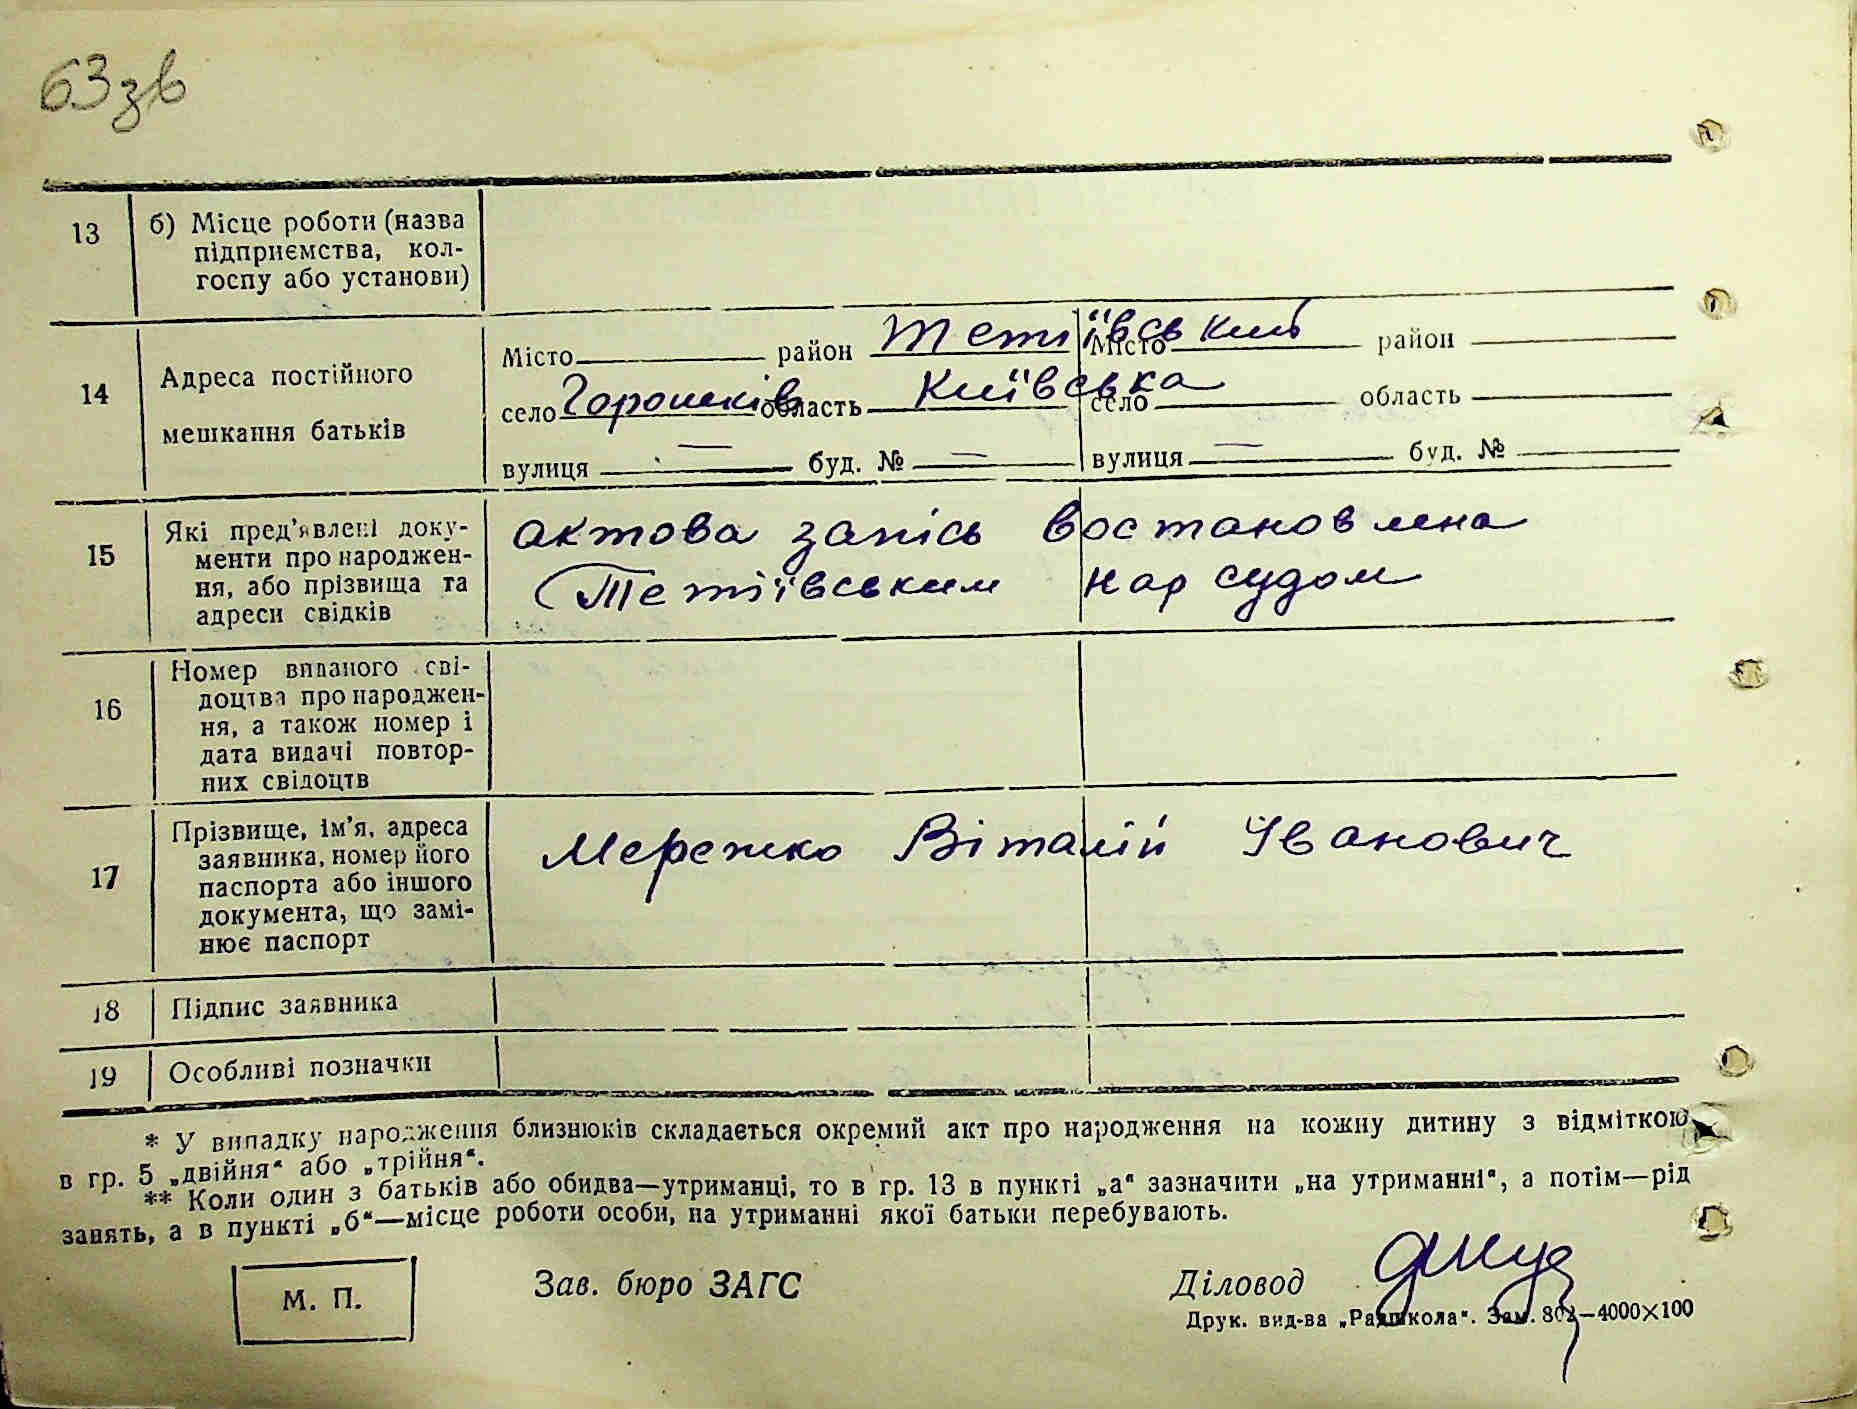 63зв
13 б) Місце роботи (назва
підприємства, кол-
госпу або установи)
14 Адреса постійного
мешкання батьків
Місто район Тетіївський Місто район
село Горошків область Київська село область
вулиця — буд. № — вулиця — буд. №
15 Які пред'явлені доку-
менти про народжен-
ня, або прізвища та
адреси свідків
актова запісь востановлена
Тетіївським нар судом
16 Номер виданого сві-
доцтва про народжен-
ня, а також номер і
дата видачі повтор-
них свідоцтв
17 Прізвище, ім'я, адреса
заявника, номер його
паспорта або іншого
документа, що замі-
нює паспорт
Мережко Віталій Іванович
18 Підпис заявника
19 Особливі позначки
* У випадку народження близнюків складається окремий акт про народження на кожну дитину з відміткою
в гр. 5 „двійня“ або „трійня“.
** Коли один з батьків або обидва—утриманці, то в гр. 13 в пункті „а“ зазначити „на утриманні“, а потім—рід
занять, а в пункті „б“—місце роботи особи, на утриманні якої батьки перебувають.
М. П. Зав. бюро ЗАГС Діловод
Друк. вид-ва „Радшкола“. Зам. 802—4000×100